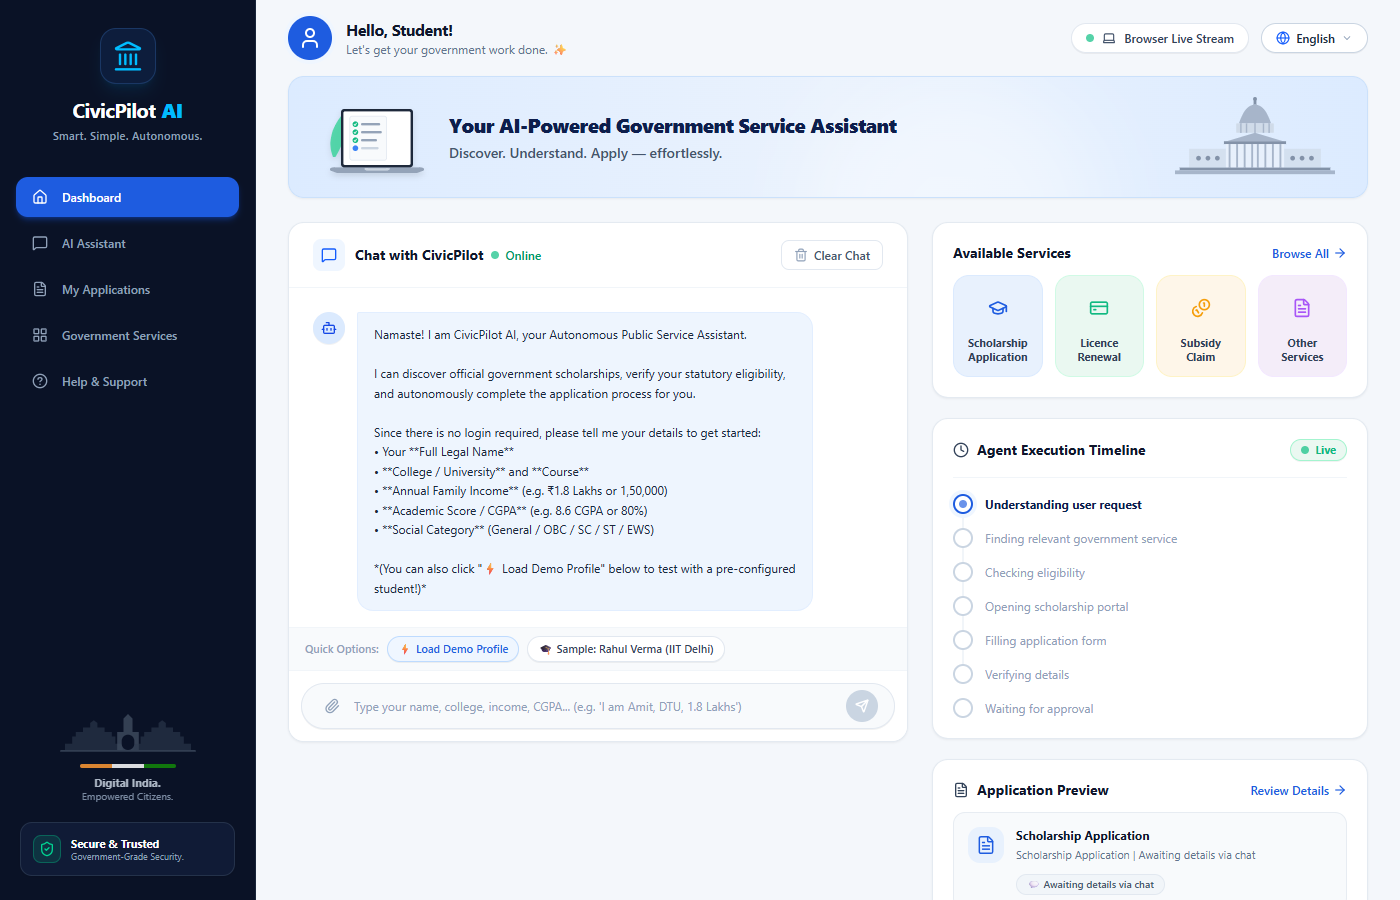 CivicPilot AI
Smart. Simple. Autonomous.
Dashboard
AI Assistant
My Applications
Government Services
Help & Support
Digital India.
Empowered Citizens.
Secure & Trusted
Government-Grade Security.
Hello, Student!
Let's get your government work done. ✨
Browser Live Stream
English
Your AI-Powered Government Service Assistant
Discover. Understand. Apply — effortlessly.
Chat with CivicPilot
Online
Clear Chat
Namaste! I am CivicPilot AI, your Autonomous Public Service Assistant.
I can discover official government scholarships, verify your statutory eligibility,
and autonomously complete the application process for you.
Since there is no login required, please tell me your details to get started:
• Your **Full Legal Name**
• **College / University** and **Course**
• **Annual Family Income** (e.g. ₹1.8 Lakhs or 1,50,000)
• **Academic Score / CGPA** (e.g. 8.6 CGPA or 80%)
• **Social Category** (General / OBC / SC / ST / EWS)
*(You can also click "⚡ Load Demo Profile" below to test with a pre-configured
student!)*
Quick Options:
⚡ Load Demo Profile
🎓 Sample: Rahul Verma (IIT Delhi)
Type your name, college, income, CGPA... (e.g. 'I am Amit, DTU, 1.8 Lakhs')
Available Services
Browse All →
Scholarship
Application
Licence
Renewal
Subsidy
Claim
Other
Services
Agent Execution Timeline
Live
Understanding user request
Finding relevant government service
Checking eligibility
Opening scholarship portal
Filling application form
Verifying details
Waiting for approval
Application Preview
Review Details →
Scholarship Application
Scholarship Application | Awaiting details via chat
Awaiting details via chat